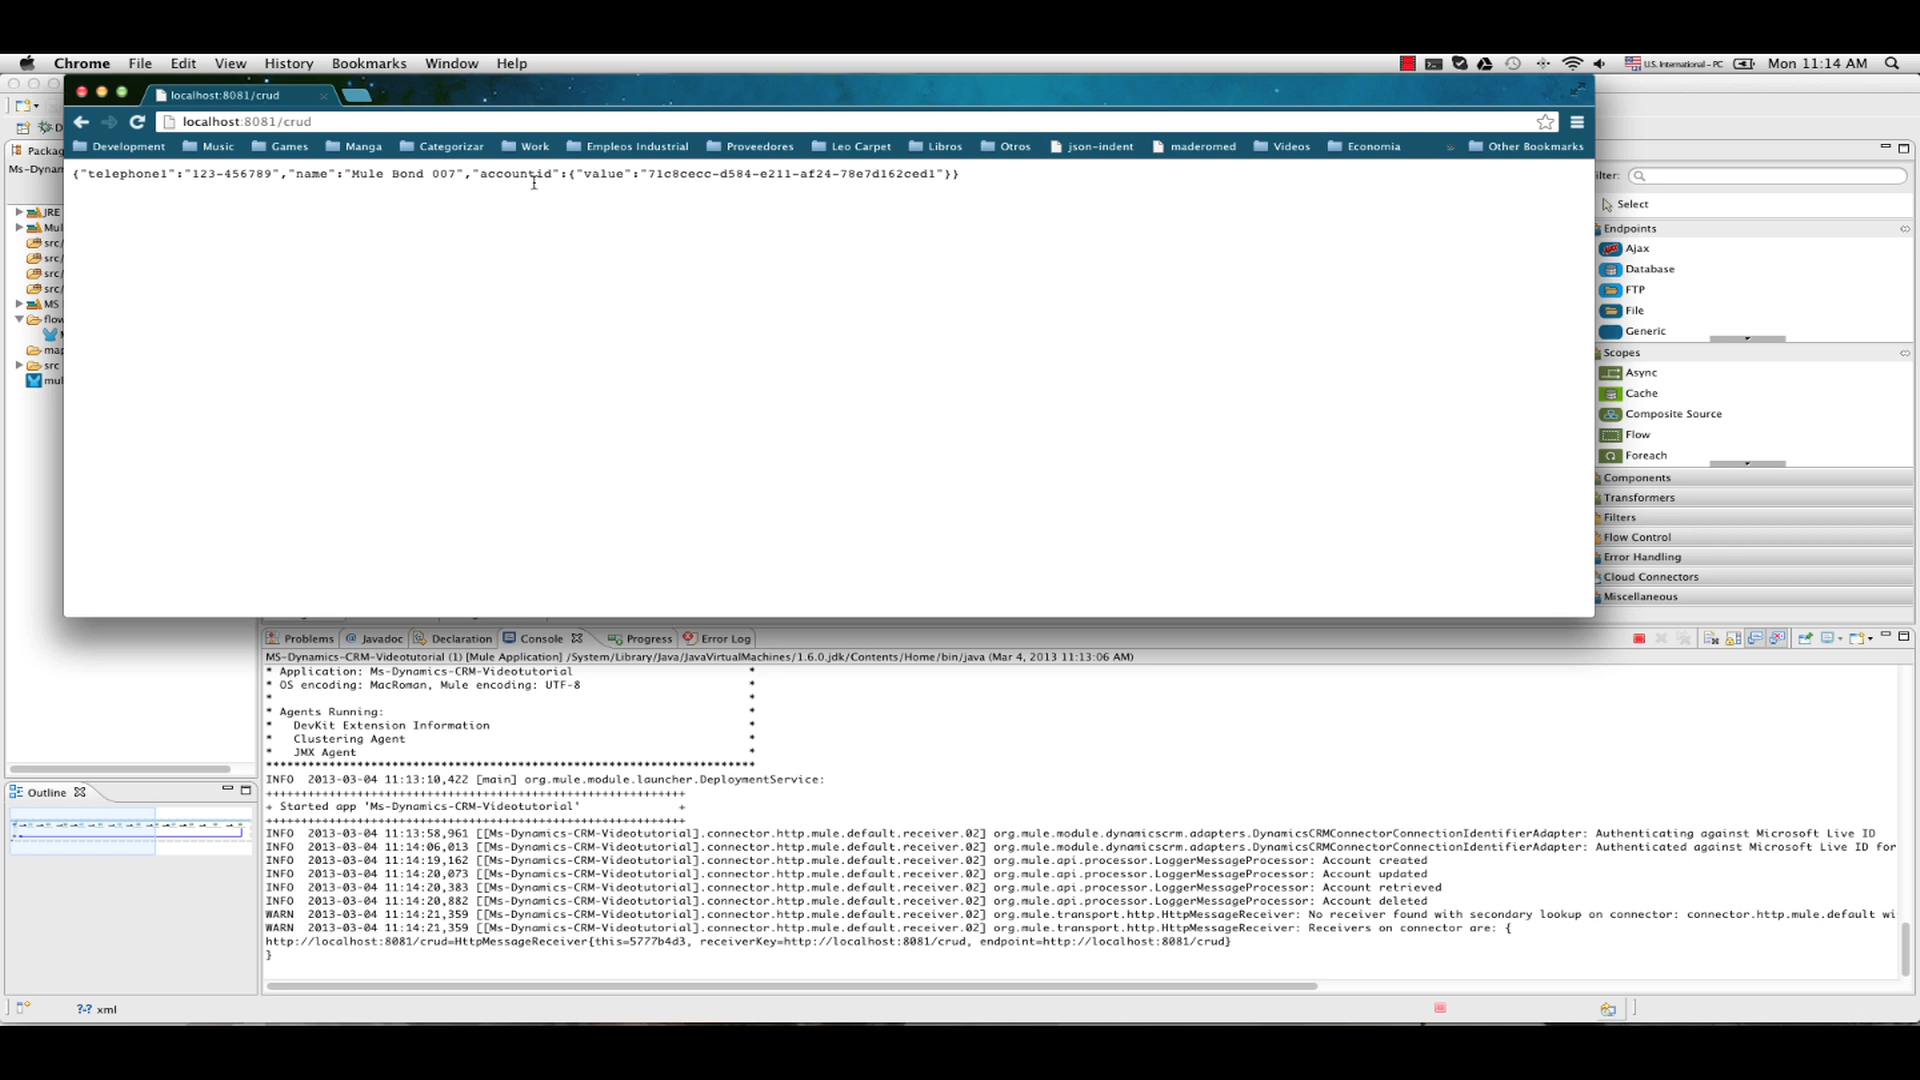 Chrome File Edit View History Bookmarks Window Help U.S. International - PC Mon 11:14 AM
localhost:8081/crud
localhost:8081/crud
Development Music Games Manga Categorizar Work Empleos Industrial Proveedores Leo Carpet Libros Otros json-indent maderomed Videos Economia » Other Bookmarks
{"telephone1":"123-456789","name":"Mule Bond 007","accountid":{"value":"71c8cecc-d584-e211-af24-78e7d162ced1"}}
Packag
Ms-Dynam
JRE
Mul
src/
src/
src/
src/
MS
flow
map
src
mul
ilter:
Select
Endpoints
Ajax
Database
FTP
File
Generic
Scopes
Async
Cache
Composite Source
Flow
Foreach
Components
Transformers
Filters
Flow Control
Error Handling
Cloud Connectors
Miscellaneous
Problems @ Javadoc Declaration Console Progress Error Log
MS-Dynamics-CRM-Videotutorial (1) [Mule Application] /System/Library/Java/JavaVirtualMachines/1.6.0.jdk/Contents/Home/bin/java (Mar 4, 2013 11:13:06 AM)
* Application: Ms-Dynamics-CRM-Videotutorial *
* OS encoding: MacRoman, Mule encoding: UTF-8 *
* *
* Agents Running: *
* DevKit Extension Information *
* Clustering Agent *
* JMX Agent *
**********************************************************************
INFO 2013-03-04 11:13:10,422 [main] org.mule.module.launcher.DeploymentService:
++++++++++++++++++++++++++++++++++++++++++++++++++++++++++++
+ Started app 'Ms-Dynamics-CRM-Videotutorial' +
++++++++++++++++++++++++++++++++++++++++++++++++++++++++++++
INFO 2013-03-04 11:13:58,961 [[Ms-Dynamics-CRM-Videotutorial].connector.http.mule.default.receiver.02] org.mule.module.dynamicscrm.adapters.DynamicsCRMConnectorConnectionIdentifierAdapter: Authenticating against Microsoft Live ID
INFO 2013-03-04 11:14:06,013 [[Ms-Dynamics-CRM-Videotutorial].connector.http.mule.default.receiver.02] org.mule.module.dynamicscrm.adapters.DynamicsCRMConnectorConnectionIdentifierAdapter: Authenticated against Microsoft Live ID for
INFO 2013-03-04 11:14:19,162 [[Ms-Dynamics-CRM-Videotutorial].connector.http.mule.default.receiver.02] org.mule.api.processor.LoggerMessageProcessor: Account created
INFO 2013-03-04 11:14:20,073 [[Ms-Dynamics-CRM-Videotutorial].connector.http.mule.default.receiver.02] org.mule.api.processor.LoggerMessageProcessor: Account updated
INFO 2013-03-04 11:14:20,383 [[Ms-Dynamics-CRM-Videotutorial].connector.http.mule.default.receiver.02] org.mule.api.processor.LoggerMessageProcessor: Account retrieved
INFO 2013-03-04 11:14:20,882 [[Ms-Dynamics-CRM-Videotutorial].connector.http.mule.default.receiver.02] org.mule.api.processor.LoggerMessageProcessor: Account deleted
WARN 2013-03-04 11:14:21,359 [[Ms-Dynamics-CRM-Videotutorial].connector.http.mule.default.receiver.02] org.mule.transport.http.HttpMessageReceiver: No receiver found with secondary lookup on connector: connector.http.mule.default wi
WARN 2013-03-04 11:14:21,359 [[Ms-Dynamics-CRM-Videotutorial].connector.http.mule.default.receiver.02] org.mule.transport.http.HttpMessageReceiver: Receivers on connector are: {
http://localhost:8081/crud=HttpMessageReceiver{this=5777b4d3, receiverKey=http://localhost:8081/crud, endpoint=http://localhost:8081/crud}
}
Outline
?-? xml